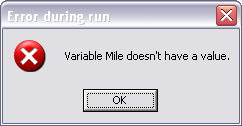 Error during run
Variable Mile doesn't have a value.
OK